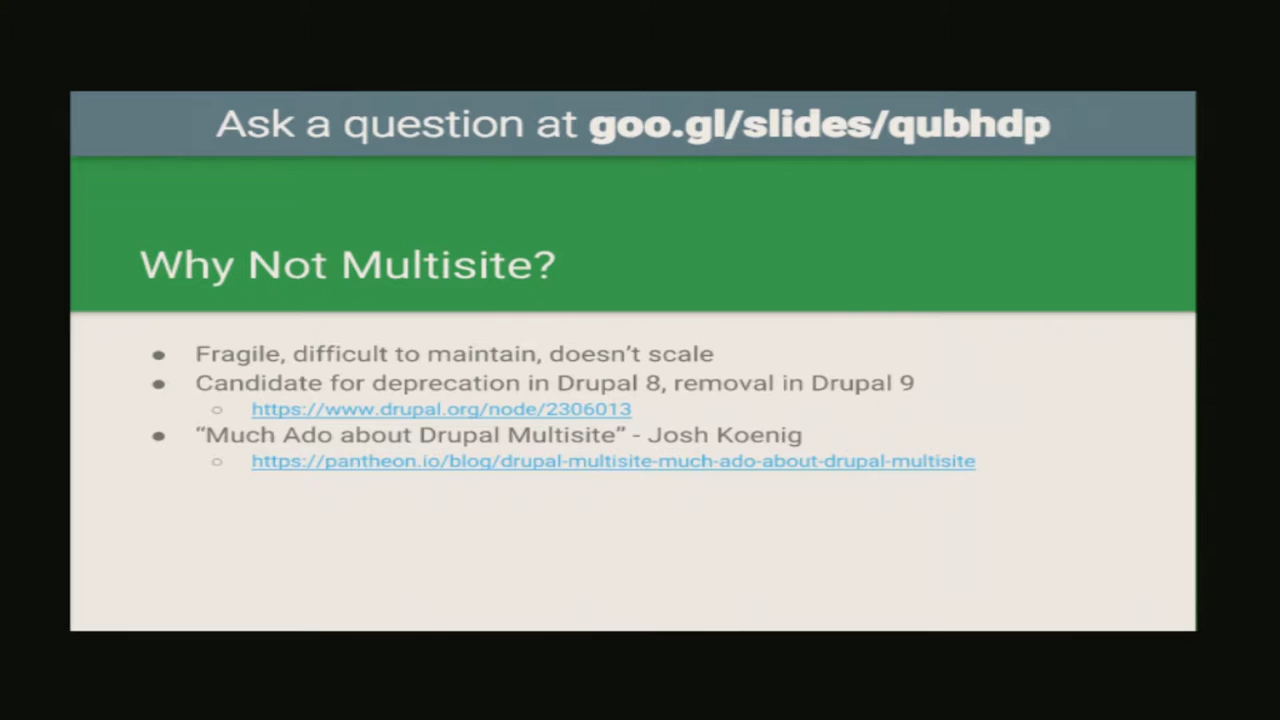 Ask a question at goo.gl/slides/qubhdp
Why Not Multisite?
● Fragile, difficult to maintain, doesn’t scale
● Candidate for deprecation in Drupal 8, removal in Drupal 9
○ https://www.drupal.org/node/2306013
● “Much Ado about Drupal Multisite” - Josh Koenig
○ https://pantheon.io/blog/drupal-multisite-much-ado-about-drupal-multisite